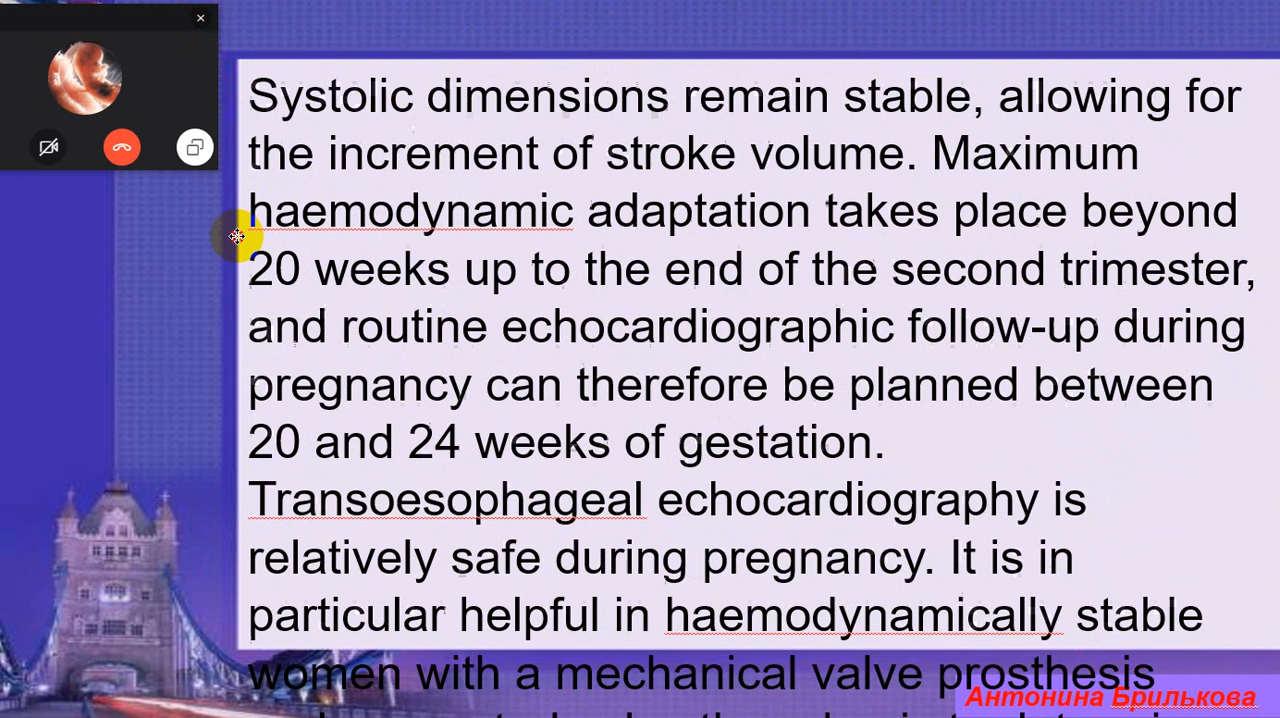 Systolic dimensions remain stable, allowing for
the increment of stroke volume. Maximum
haemodynamic adaptation takes place beyond
20 weeks up to the end of the second trimester,
and routine echocardiographic follow-up during
pregnancy can therefore be planned between
20 and 24 weeks of gestation.
Transoesophageal echocardiography is
relatively safe during pregnancy. It is in
particular helpful in haemodynamically stable
women with a mechanical valve prosthesis
Антонина Брилькова